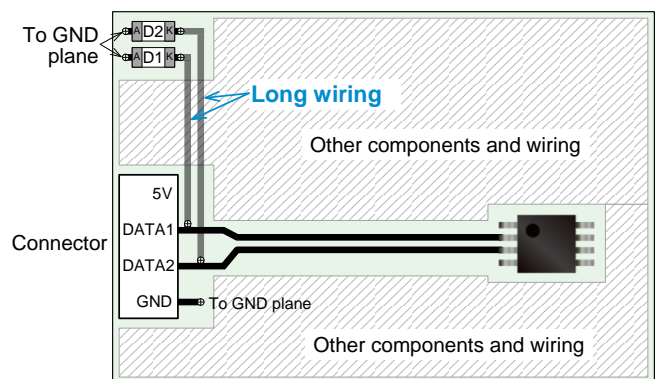 To GND
plane
A D2 K
A D1 K
Long wiring
Other components and wiring
5V
DATA1
Connector
DATA2
GND
To GND plane
Other components and wiring